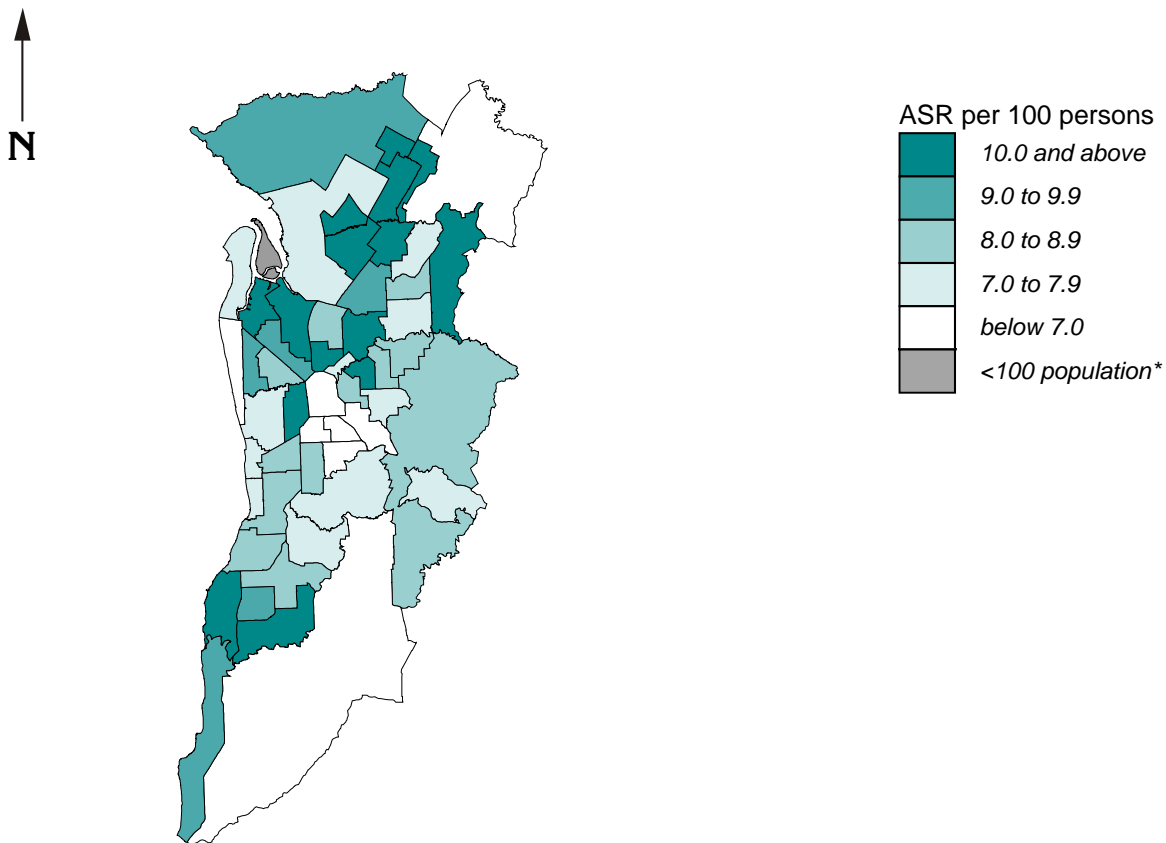 N
ASR per 100 persons
10.0 and above
9.0 to 9.9
8.0 to 8.9
7.0 to 7.9
below 7.0
<100 population*